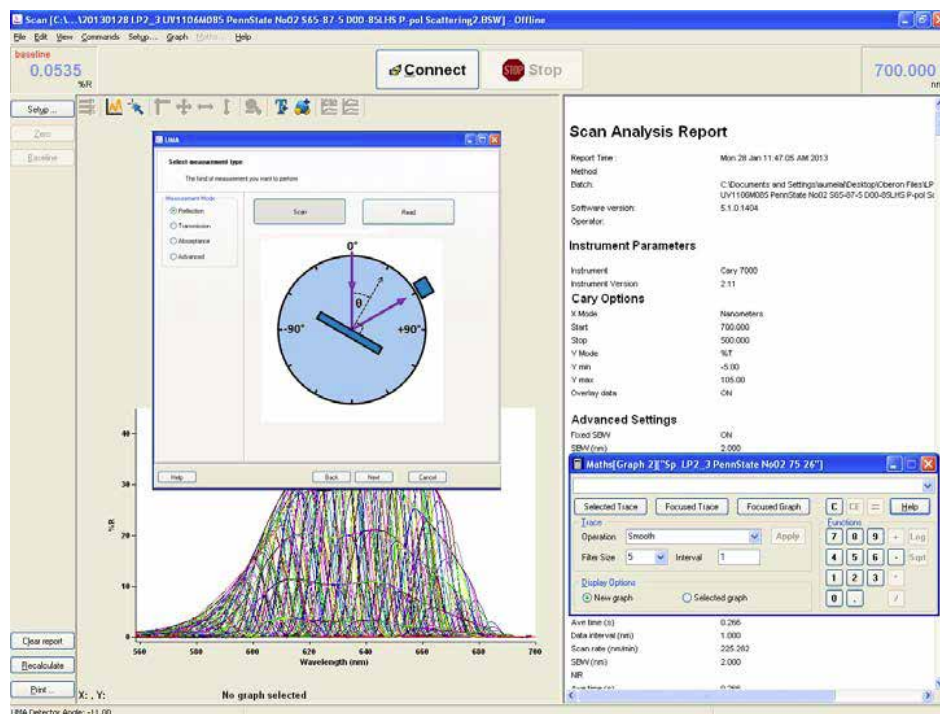 Scan [C:\...\20130128 LP2_3 UV1106M085 PennState No02 S65-87-5 D00-85LHS P-pol Scattering2.BSW] - Offline
File Edit View Commands Setup... Graph Maths... Help
baseline
0.0535
%R
Connect
STOP Stop
700.000
nm
Setup ...
Zero
Baseline
UMA
Select measurement type
The kind of measurement you want to perform
Measurement Mode
Reflection
Transmission
Absorptance
Advanced
Scan
Read
0°
θ
-90°
+90°
Help
Back
Next
Cancel
40
30
20
10
0
%R
560 580 600 620 640 660 680 700
Wavelength (nm)
Clear report
Recalculate
Print ...
X: , Y:
No graph selected
UMA Detector Angle: -11.00
Scan Analysis Report
Report Time : Mon 28 Jan 11:47:05 AM 2013
Method
Batch: C:\Documents and Settings\aumelal\Desktop\Oberon Files\LP
UV1106M085 PennState No02 S65-87-5 D00-85LHS P-pol Sc
Software version: 5.1.0.1404
Operator:
Instrument Parameters
Instrument Cary 7000
Instrument Version 2.11
Cary Options
X Mode Nanometers
Start 700.000
Stop 500.000
Y Mode %T
Y min -5.00
Y max 105.00
Overlay data ON
Advanced Settings
Fixed SBW ON
SBW (nm) 2.000
Maths[Graph 2]["Sp LP2_3 PennState No02 75 26"]
Selected Trace Focused Trace Focused Graph C CE = Help
Trace
Operation Smooth Apply
Filter Size 5 Interval 1
Display Options
New graph Selected graph
Functions
7 8 9 + Log
4 5 6 - Sqrt
1 2 3 *
0 . /
Ave time (s) 0.266
Data interval (nm) 1.000
Scan rate (nm/min) 225.282
SBW (nm) 2.000
NIR
Ave time (s) 0.266